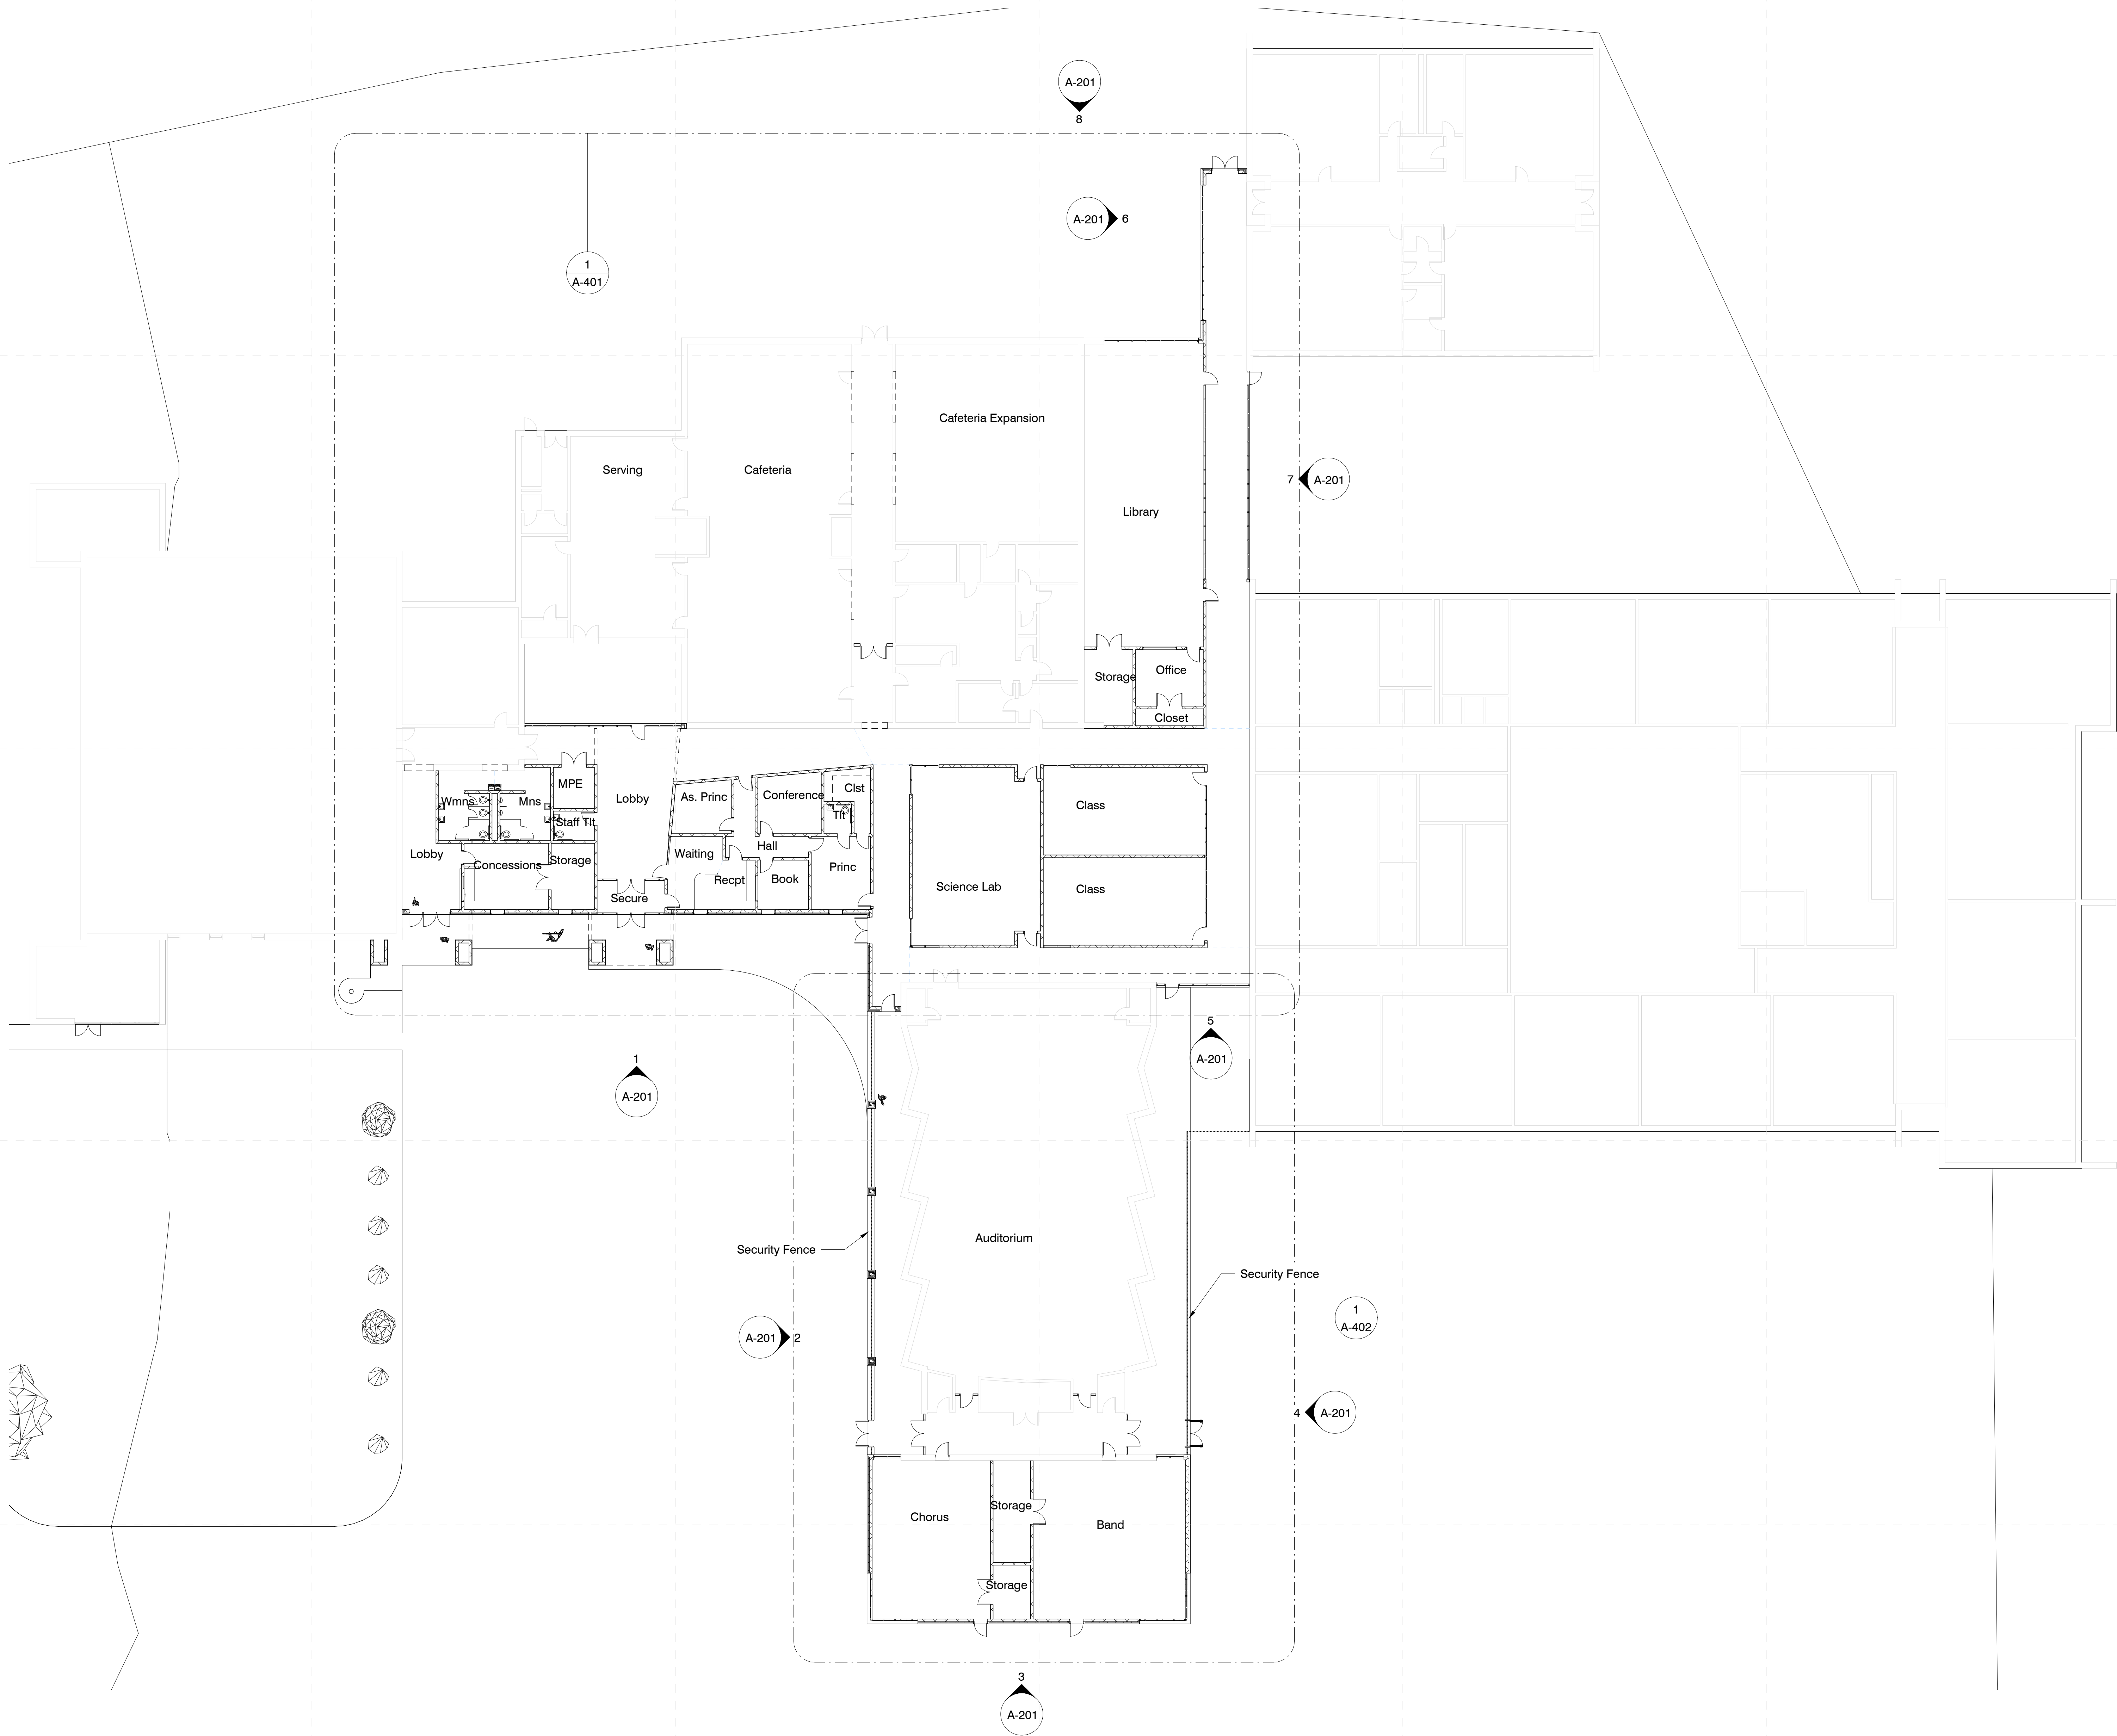 A-201
8
A-201
6
1
A-401
Cafeteria Expansion
Serving
Cafeteria
7
A-201
Library
Storage
Office
Closet
MPE
Lobby
As. Princ
Conference
Clst
Wmns
Mns
Class
Tlt
Staff Tlt
Hall
Lobby
Waiting
Concessions
Storage
Princ
Recpt
Book
Science Lab
Class
Secure
5
A-201
1
A-201
Auditorium
Security Fence
Security Fence
1
A-402
A-201
2
4
A-201
Storage
Chorus
Band
Storage
3
A-201